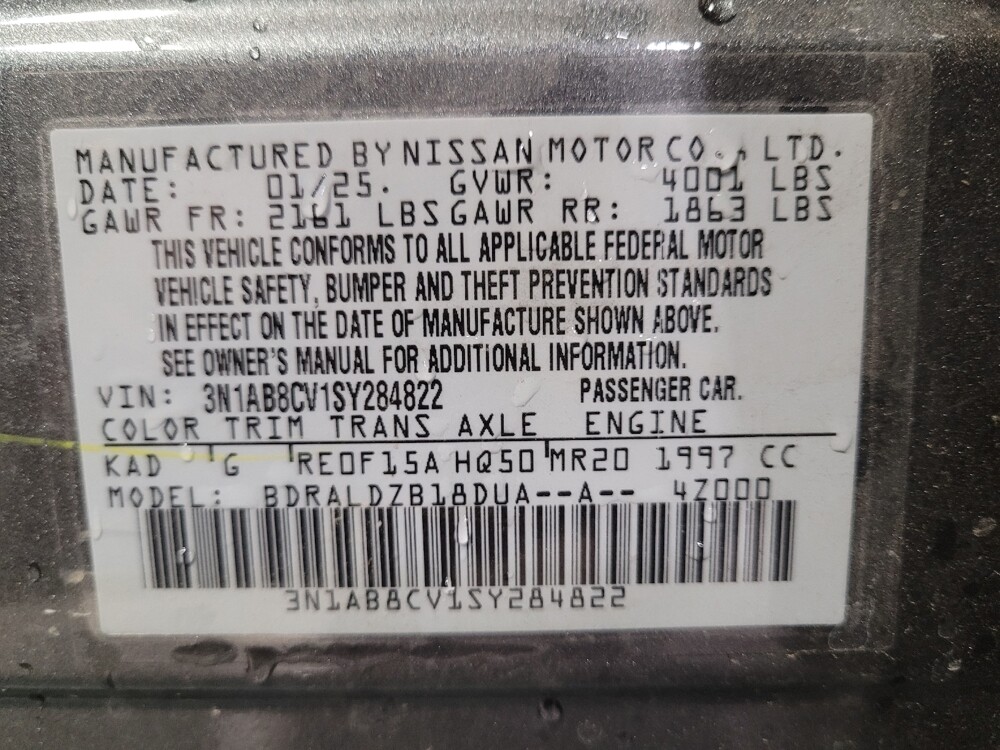 MANUFACTURED BY NISSAN MOTOR CO., LTD.
DATE: 01/25. GVWR: 4001 LBS
GAWR FR: 2161 LBS GAWR RR: 1863 LBS
THIS VEHICLE CONFORMS TO ALL APPLICABLE FEDERAL MOTOR
VEHICLE SAFETY, BUMPER AND THEFT PREVENTION STANDARDS
IN EFFECT ON THE DATE OF MANUFACTURE SHOWN ABOVE.
SEE OWNER'S MANUAL FOR ADDITIONAL INFORMATION.
VIN: 3N1AB8CV1SY284822 PASSENGER CAR.
COLOR TRIM TRANS AXLE ENGINE
KAD G RE0F15A HQ50 MR20 1997 CC
MODEL: BDRALDZB18DUA--A-- 4Z000
3N1AB8CV1SY284822